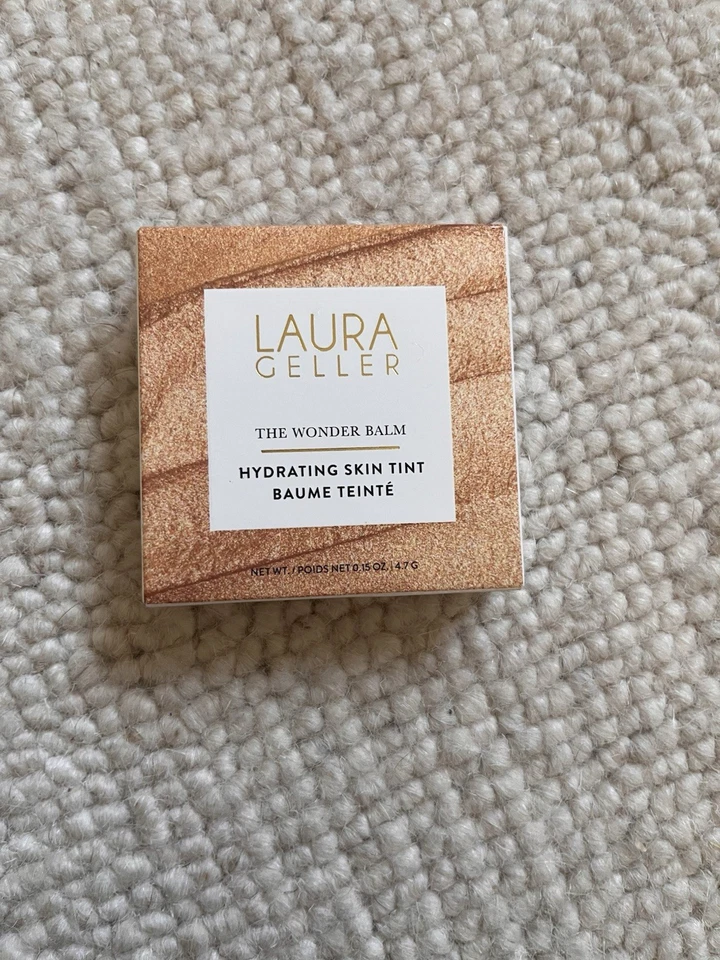 LAURA
GELLER
THE WONDER BALM
HYDRATING SKIN TINT
BAUME TEINTÉ
NET WT. / POIDS NET 0.15 OZ. | 4.7 G